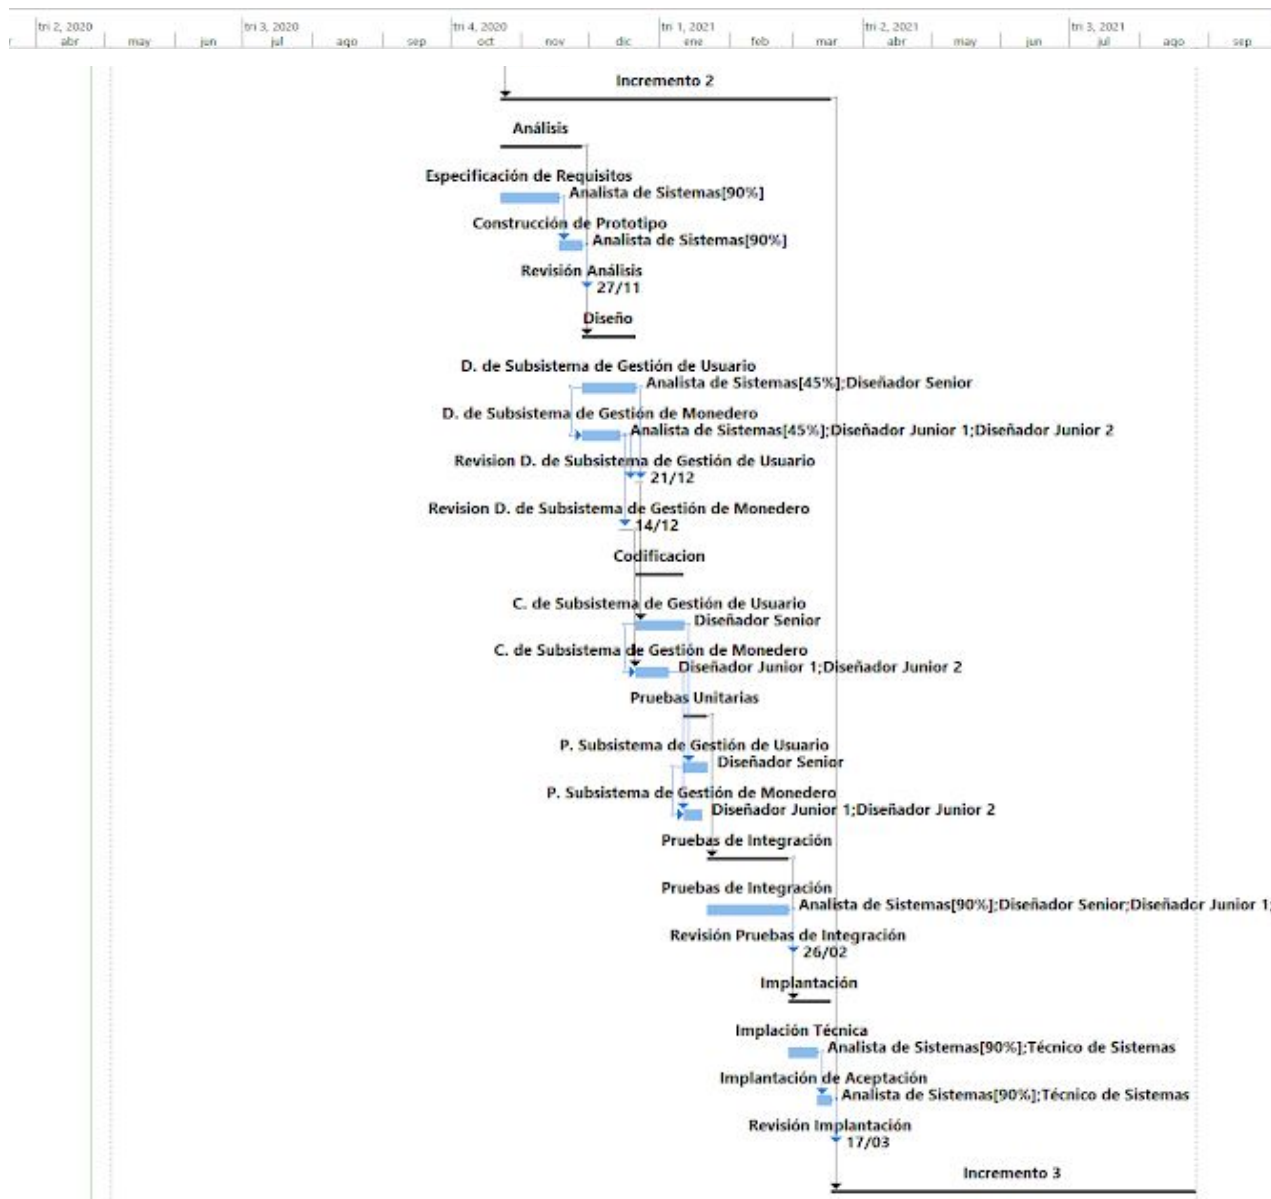 tri 2, 2020 tri 3, 2020 tri 4, 2020 tri 1, 2021 tri 2, 2021 tri 3, 2021
abr may jun jul ago sep oct nov dic ene feb mar abr may jun jul ago sep
Incremento 2
Análisis
Especificación de Requisitos
Analista de Sistemas[90%]
Construcción de Prototipo
Analista de Sistemas[90%]
Revisión Análisis
27/11
Diseño
D. de Subsistema de Gestión de Usuario
Analista de Sistemas[45%];Diseñador Senior
D. de Subsistema de Gestión de Monedero
Analista de Sistemas[45%];Diseñador Junior 1;Diseñador Junior 2
Revision D. de Subsistema de Gestión de Usuario
21/12
Revision D. de Subsistema de Gestión de Monedero
14/12
Codificacion
C. de Subsistema de Gestión de Usuario
Diseñador Senior
C. de Subsistema de Gestión de Monedero
Diseñador Junior 1;Diseñador Junior 2
Pruebas Unitarias
P. Subsistema de Gestión de Usuario
Diseñador Senior
P. Subsistema de Gestión de Monedero
Diseñador Junior 1;Diseñador Junior 2
Pruebas de Integración
Pruebas de Integración
Analista de Sistemas[90%];Diseñador Senior;Diseñador Junior 1;
Revisión Pruebas de Integración
26/02
Implantación
Implación Técnica
Analista de Sistemas[90%];Técnico de Sistemas
Implantación de Aceptación
Analista de Sistemas[90%];Técnico de Sistemas
Revisión Implantación
17/03
Incremento 3